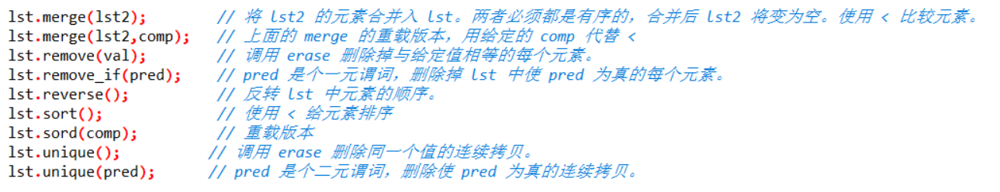 lst.merge(lst2);            // 将 lst2 的元素合并入 lst。两者必须都是有序的，合并后 lst2 将变为空。使用 < 比较元素。
lst.merge(lst2,comp);   // 上面的 merge 的重载版本，用给定的 comp 代替 <
lst.remove(val);            // 调用 erase 删除掉与给定值相等的每个元素。
lst.remove_if(pred);      // pred 是个一元谓词，删除掉 lst 中使 pred 为真的每个元素。
lst.reverse();               // 反转 lst 中元素的顺序。
lst.sort();                    // 使用 < 给元素排序
lst.sord(comp);            // 重载版本
lst.unique();               // 调用 erase 删除同一个值的连续拷贝。
lst.unique(pred);         // pred 是个二元谓词，删除使 pred 为真的连续拷贝。